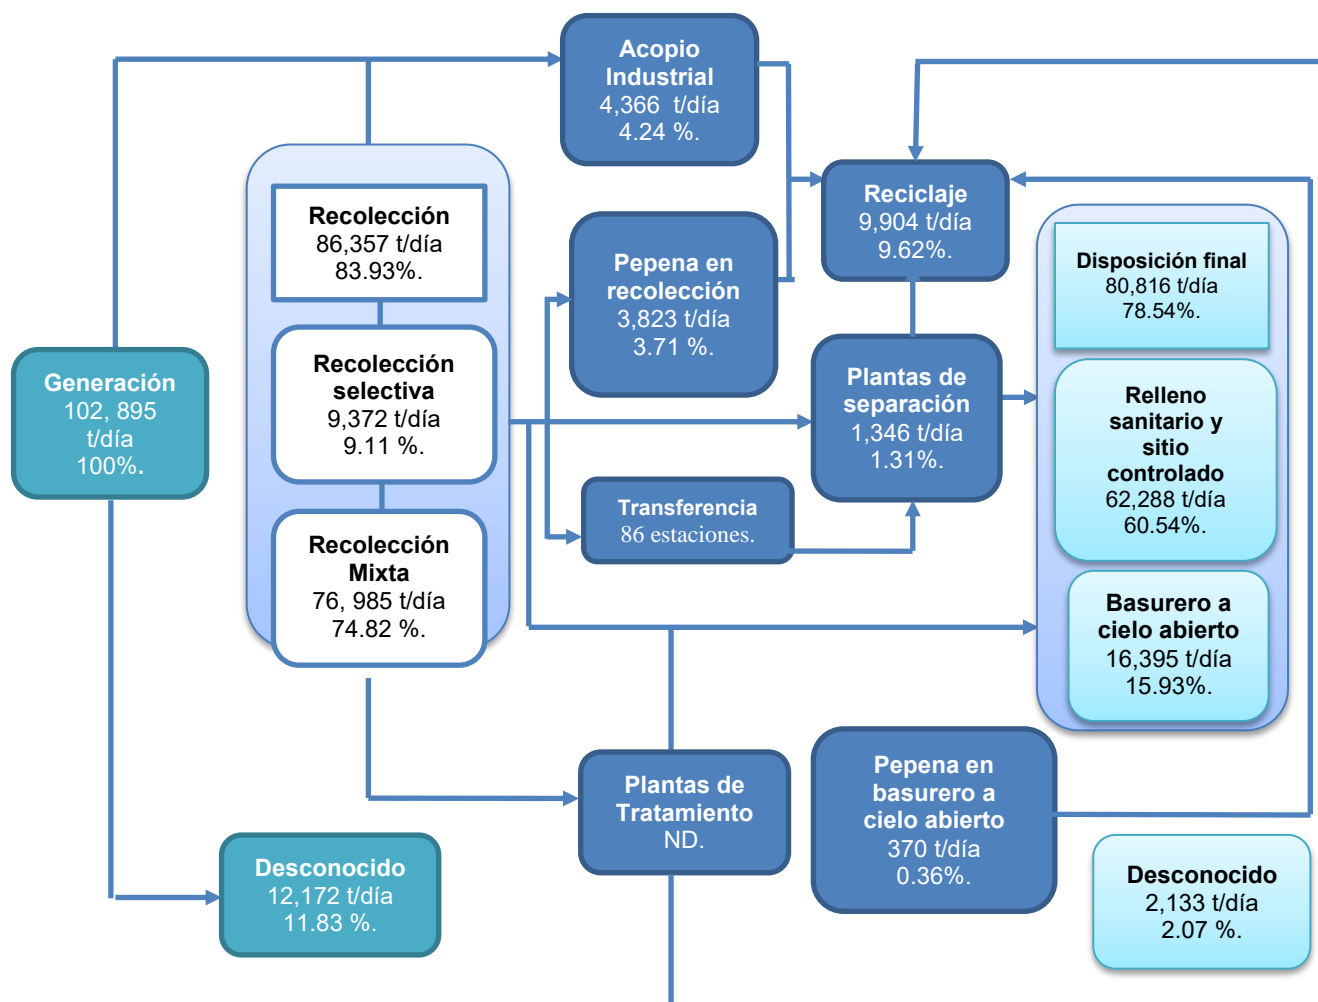 Acopio
Industrial
4,366 t/día
4.24 %.
Recolección
86,357 t/día
83.93%.
Reciclaje
9,904 t/día
9.62%.
Pepena en
recolección
3,823 t/día
3.71 %.
Disposición final
80,816 t/día
78.54%.
Generación
102, 895
t/día
100%.
Recolección
selectiva
9,372 t/día
9.11 %.
Plantas de
separación
1,346 t/día
1.31%.
Relleno
sanitario y
sitio
controlado
62,288 t/día
60.54%.
Transferencia
86 estaciones.
Recolección
Mixta
76, 985 t/día
74.82 %.
Basurero a
cielo abierto
16,395 t/día
15.93%.
Plantas de
Tratamiento
ND.
Pepena en
basurero a
cielo abierto
370 t/día
0.36%.
Desconocido
12,172 t/día
11.83 %.
Desconocido
2,133 t/día
2.07 %.